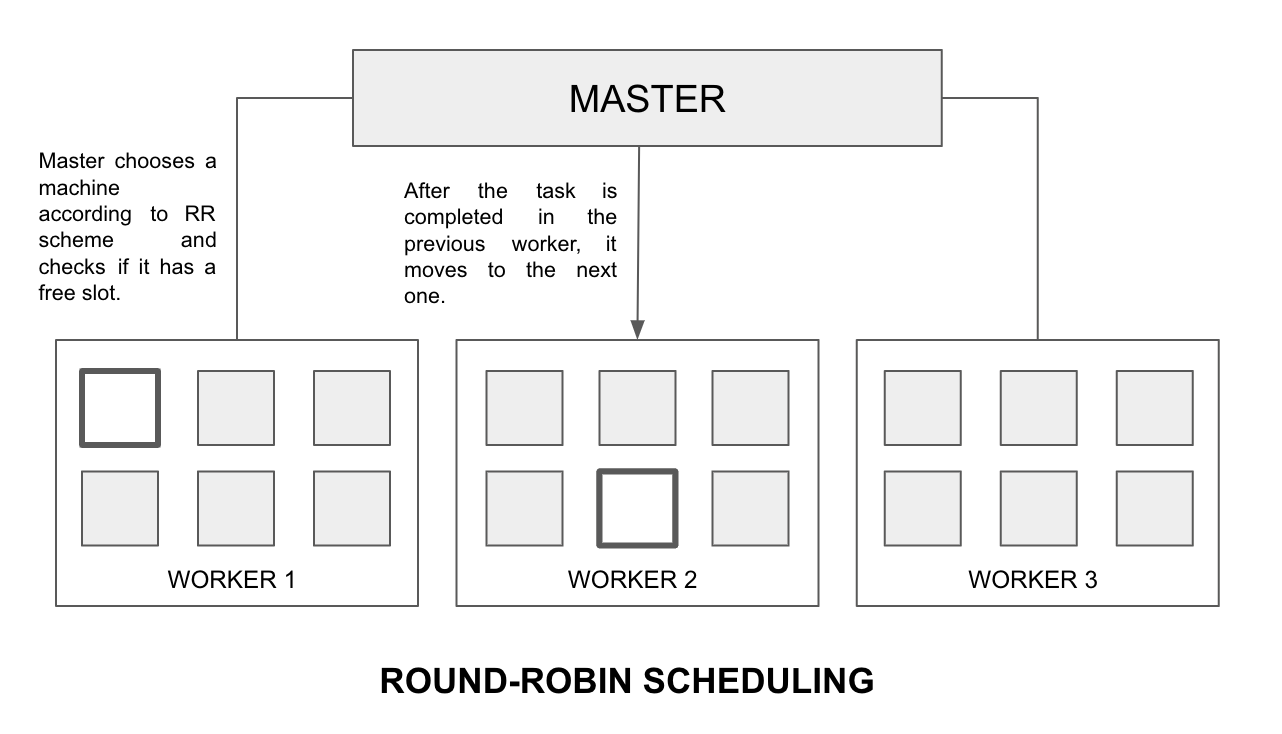 MASTER
Master chooses a
machine
according to RR
scheme and
checks if it has a
free slot.
After the task is
completed in the
previous worker, it
moves to the next
one.
WORKER 1
WORKER 2
WORKER 3
ROUND-ROBIN SCHEDULING